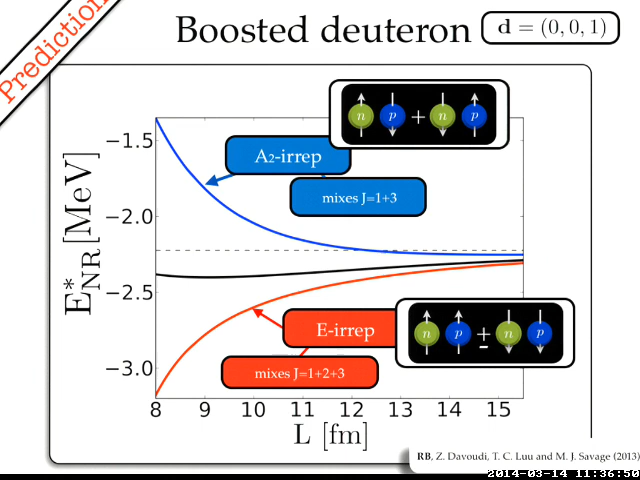 Prediction
Boosted deuteron
d = (0, 0, 1)
n p + n p
A₂-irrep
mixes J=1+3
E*NR [MeV]
−1.5
−2.0
−2.5
−3.0
E-irrep
mixes J=1+2+3
n p ± n p
8 9 10 11 12 13 14 15
L [fm]
RB, Z. Davoudi, T. C. Luu and M. J. Savage (2013)
2014-03-14 11:36:50